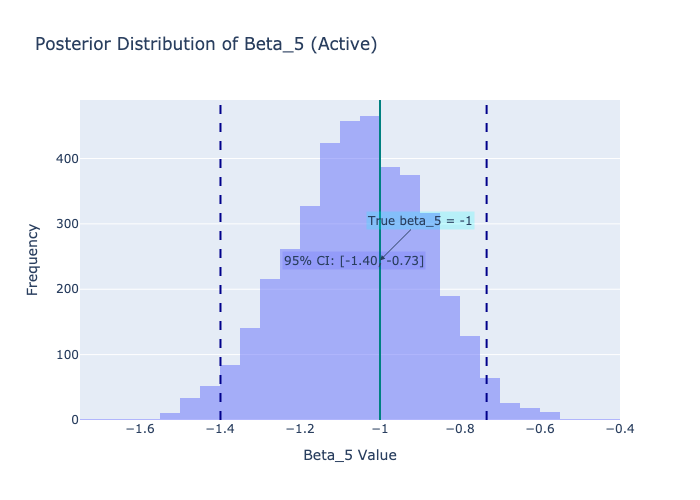 Posterior Distribution of Beta_5 (Active)
Frequency
400
300
200
100
0
True beta_5 = -1
95% CI: [-1.40, -0.73]
−1.6
−1.4
−1.2
−1
−0.8
−0.6
−0.4
Beta_5 Value